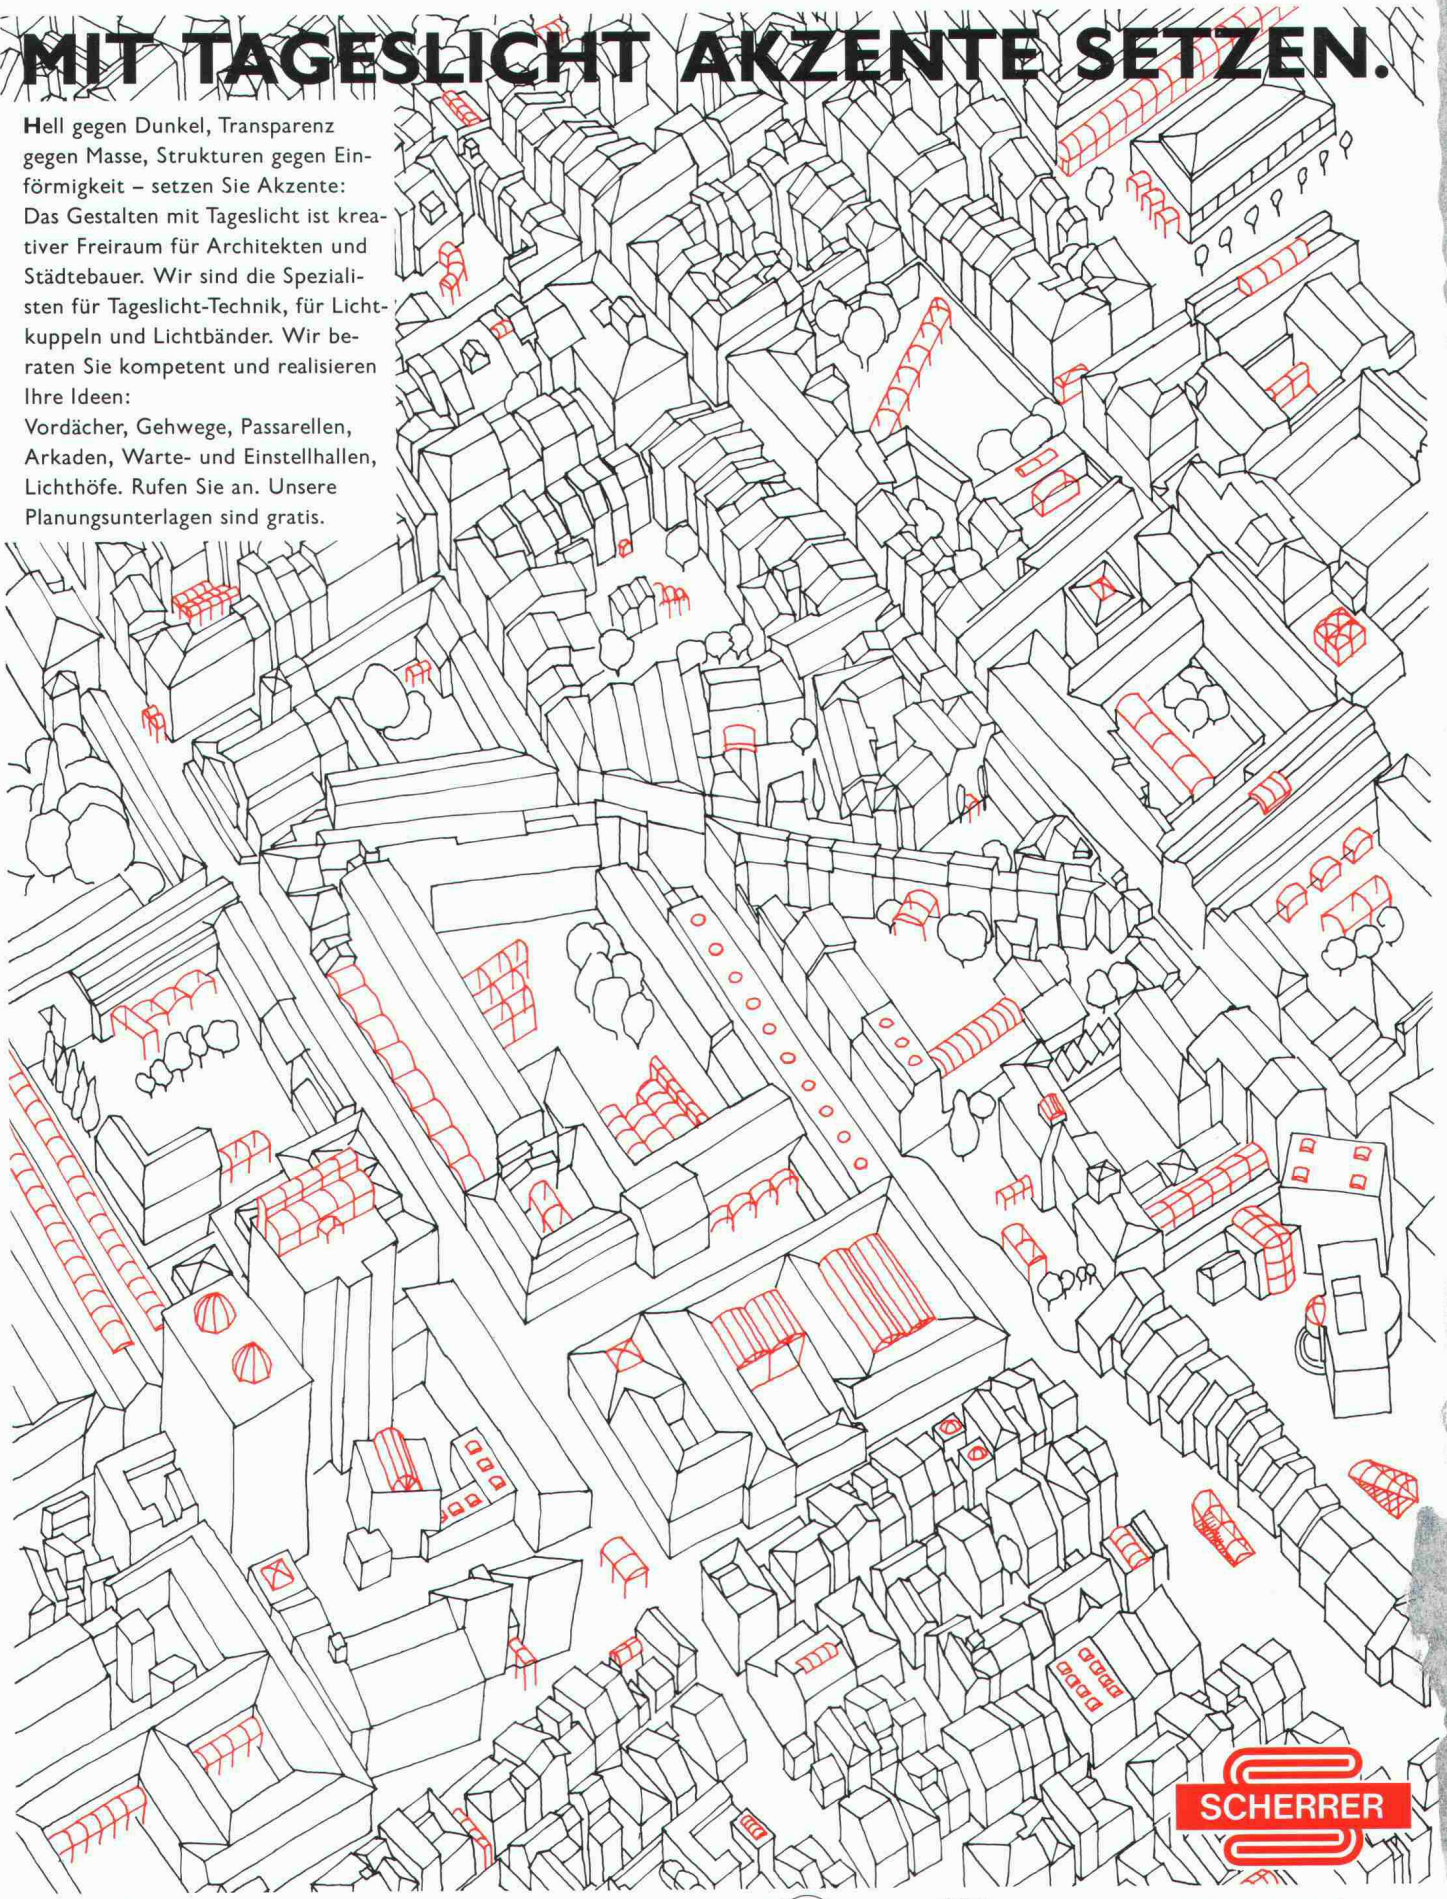 MIT TAGESLICHT AKZENTE SETZEN.
Hell gegen Dunkel, Transparenz
gegen Masse, Strukturen gegen Ein-
förmigkeit – setzen Sie Akzente:
Das Gestalten mit Tageslicht ist krea-
tiver Freiraum für Architekten und
Städtebauer. Wir sind die Speziali-
sten für Tageslicht-Technik, für Licht-
kuppeln und Lichtbänder. Wir be-
raten Sie kompetent und realisieren
Ihre Ideen:
Vordächer, Gehwege, Passarellen,
Arkaden, Warte- und Einstellhallen,
Lichthöfe. Rufen Sie an. Unsere
Planungsunterlagen sind gratis.
SCHERRER